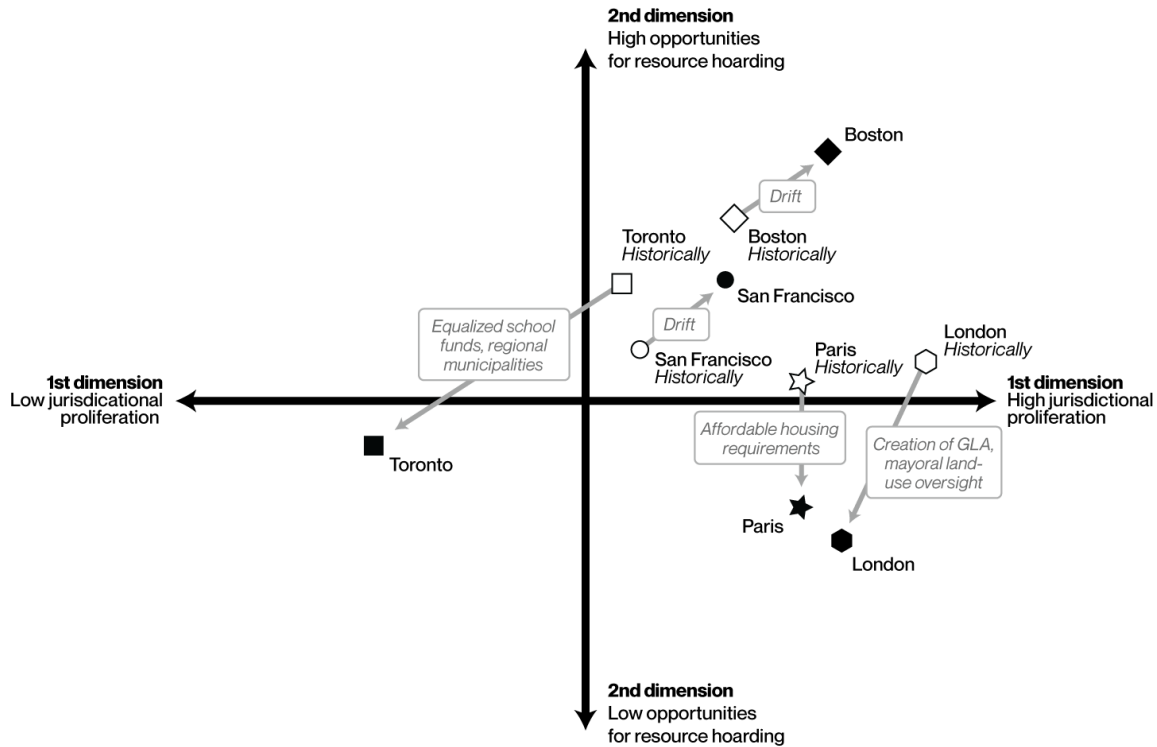 2nd dimension
High opportunities
for resource hoarding
Boston
Drift
Toronto
Historically
Boston
Historically
San Francisco
Equalized school
funds, regional
municipalities
Drift
San Francisco
Historically
Paris
Historically
London
Historically
1st dimension
Low jurisdicational
proliferation
1st dimension
High jurisdictional
proliferation
Toronto
Affordable housing
requirements
Creation of GLA,
mayoral land-
use oversight
Paris
London
2nd dimension
Low opportunities
for resource hoarding